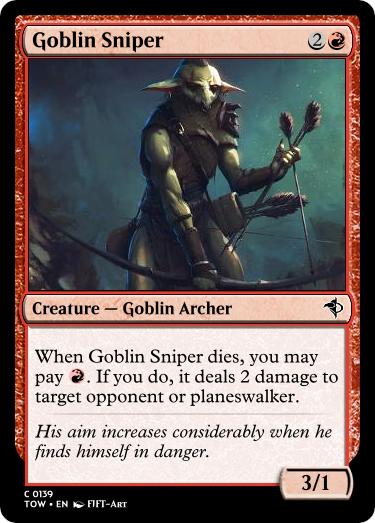 Goblin Sniper 2
Creature — Goblin Archer
When Goblin Sniper dies, you may
pay . If you do, it deals 2 damage to
target opponent or planeswalker.
His aim increases considerably when he
finds himself in danger.
3/1
C 0139
TOW • EN FIFT-Art